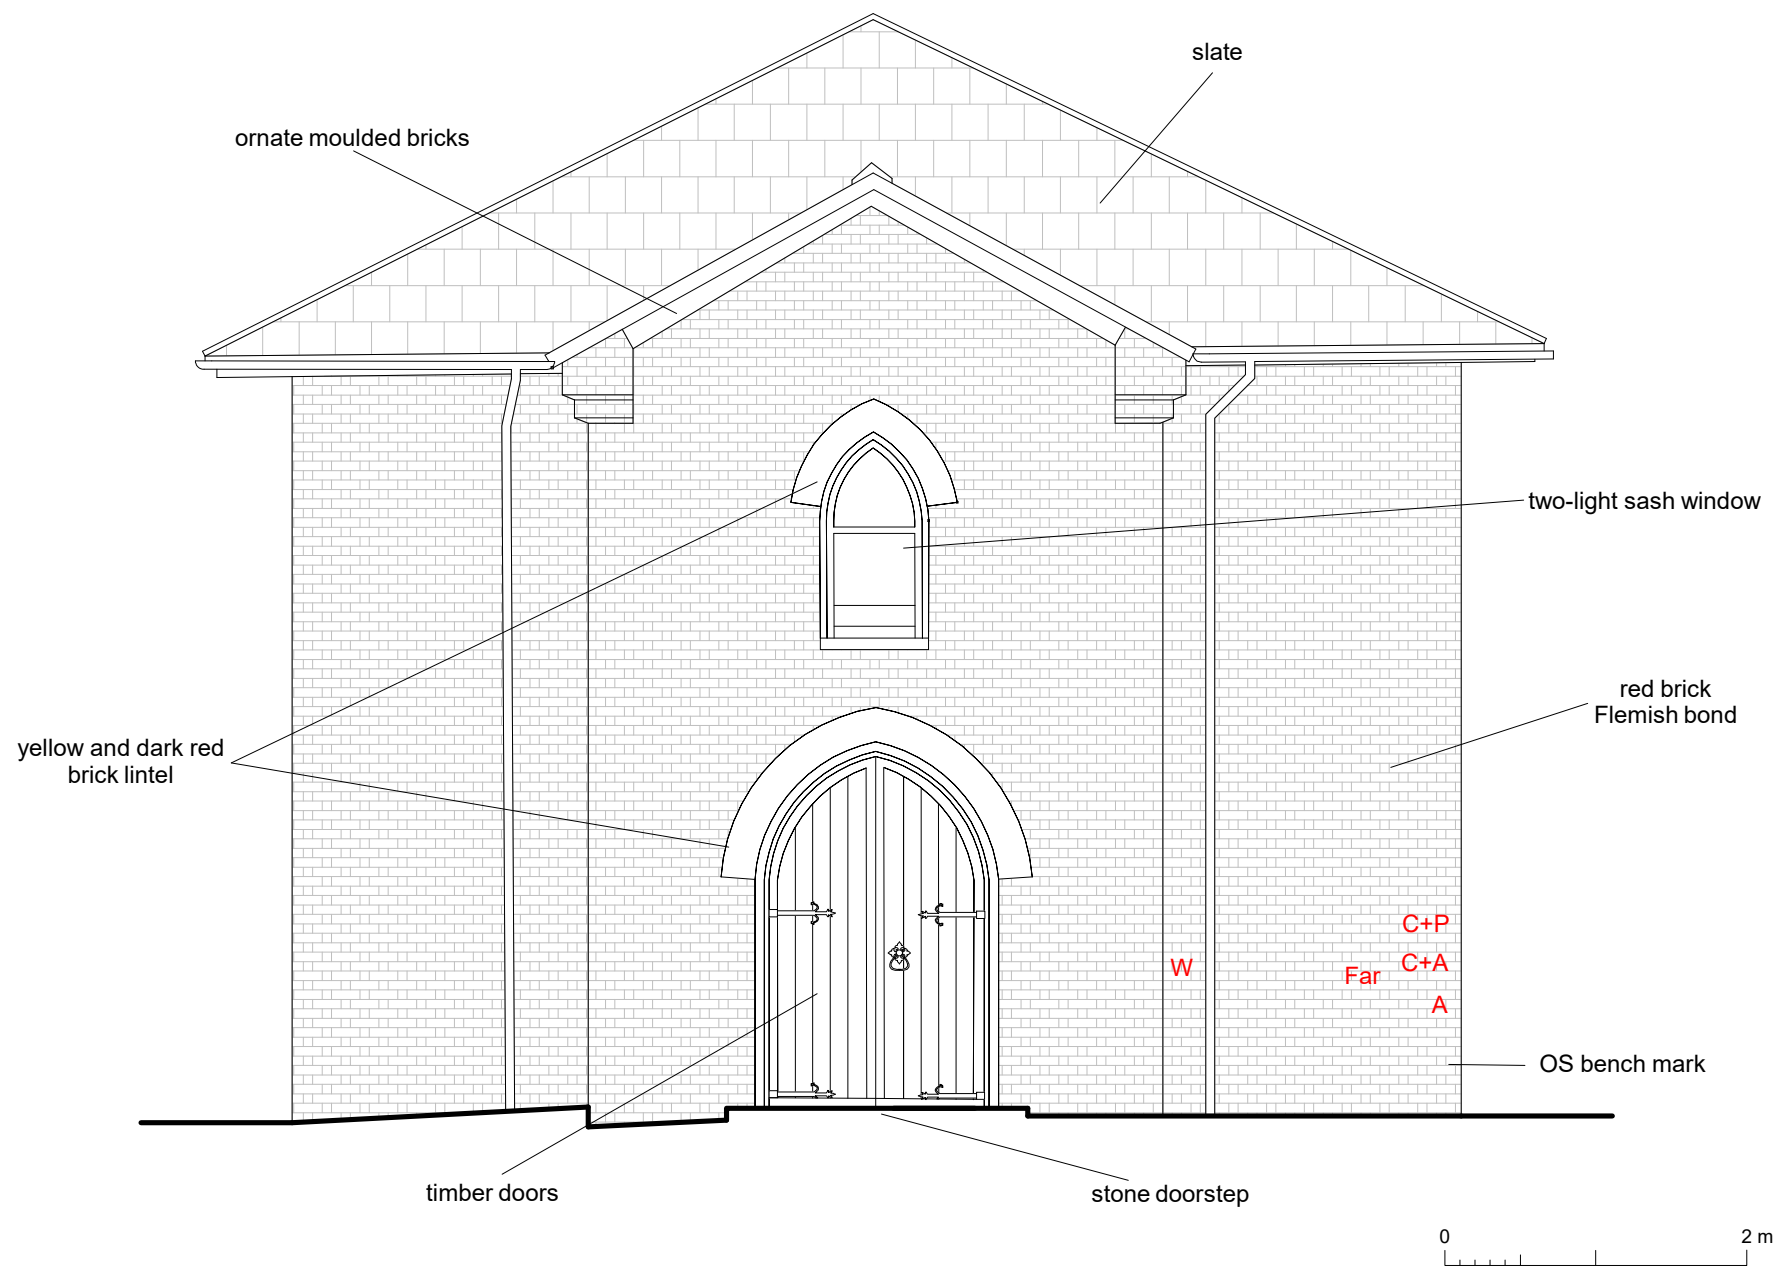 slate
ornate moulded bricks
two-light sash window
red brick
Flemish bond
yellow and dark red
brick lintel
C+P
C+A
W
Far
A
OS bench mark
timber doors
stone doorstep
0
2 m